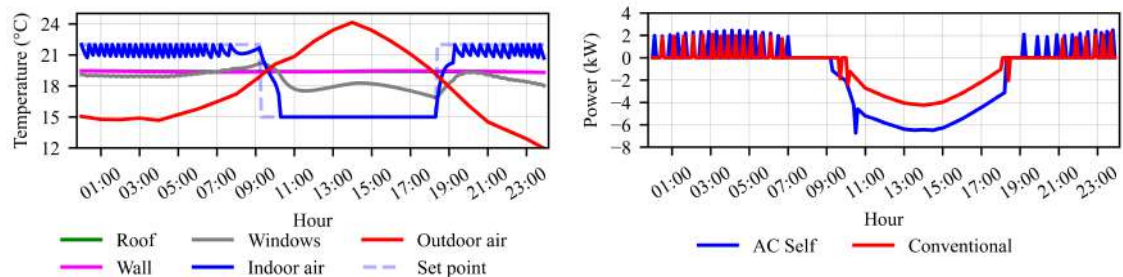 Temperature (°C)
24
21
18
15
12
01:00 03:00 05:00 07:00 09:00 11:00 13:00 15:00 17:00 19:00 21:00 23:00
Hour
Roof Windows Outdoor air
Wall Indoor air Set point
Power (kW)
4
2
0
−2
−4
−6
−8
01:00 03:00 05:00 07:00 09:00 11:00 13:00 15:00 17:00 19:00 21:00 23:00
Hour
AC Self Conventional